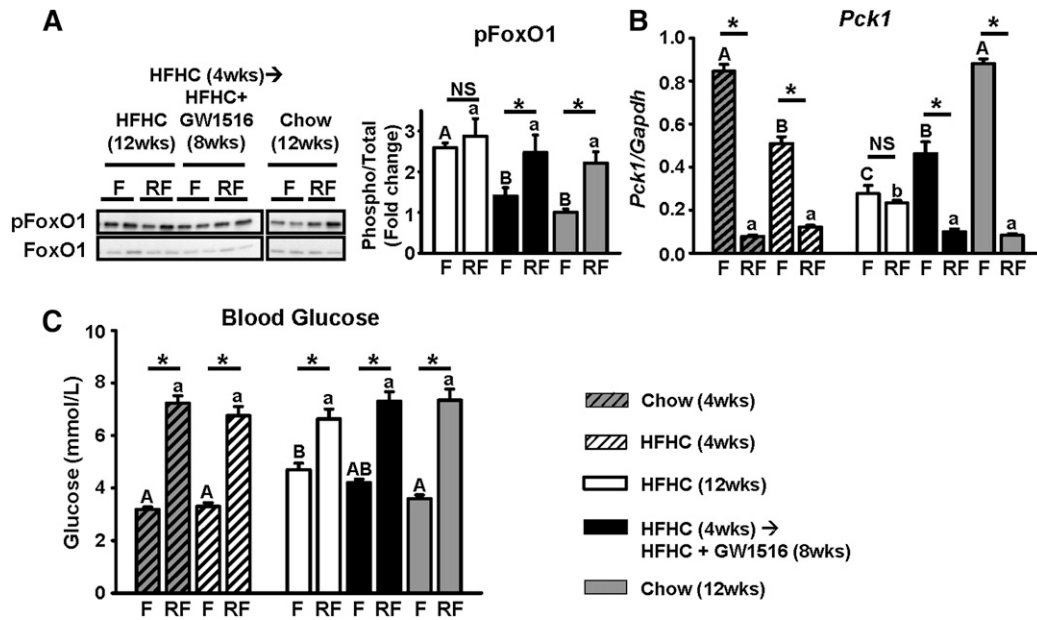 A
HFHC (4wks)→
HFHC+
HFHC GW1516 Chow
(12wks) (8wks) (12wks)
F RF F RF F RF
pFoxO1
FoxO1
pFoxO1
Phospho/Total
(Fold change)
3
2
1
0
NS * *
A a B a B a
F RF F RF F RF
B
Pck1
Pck1/Gapdh
1.0
0.8
0.6
0.4
0.2
0.0
* * NS * *
A a B a C b B a A a
F RF F RF F RF F RF F RF
C
Blood Glucose
Glucose (mmol/L)
10
8
6
4
2
0
* * * * *
A a A a B a AB a A a
F RF F RF F RF F RF F RF
Chow (4wks)
HFHC (4wks)
HFHC (12wks)
HFHC (4wks) →
HFHC + GW1516 (8wks)
Chow (12wks)